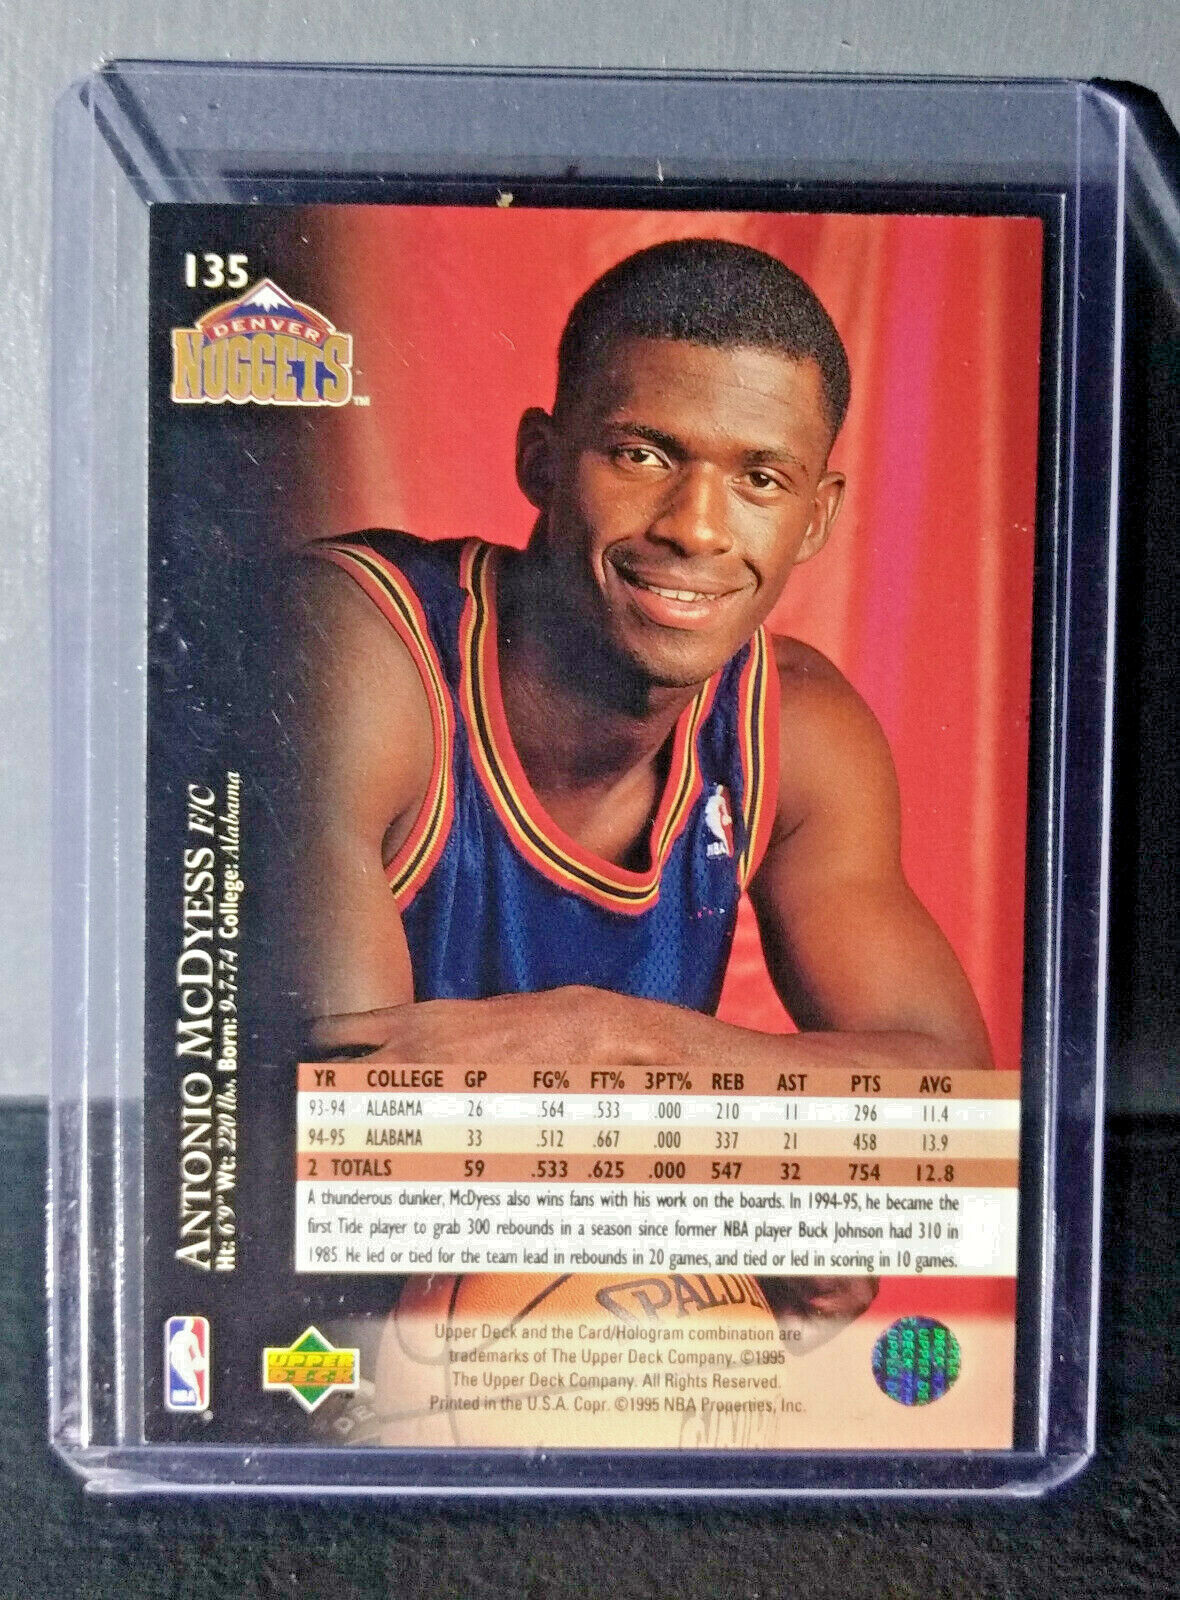 135
DENVER
NUGGETS™
ANTONIO McDYESS F/C
Ht: 6'9" Wt: 220 lbs. Born: 9-7-74 College: Alabama
NBA
YR COLLEGE GP FG% FT% 3PT% REB AST PTS AVG
93-94 ALABAMA 26 .564 .533 .000 210 11 296 11.4
94-95 ALABAMA 33 .512 .667 .000 337 21 458 13.9
2 TOTALS 59 .533 .625 .000 547 32 754 12.8
A thunderous dunker, McDyess also wins fans with his work on the boards. In 1994-95, he became the
first Tide player to grab 300 rebounds in a season since former NBA player Buck Johnson had 310 in
1985. He led or tied for the team lead in rebounds in 20 games, and tied or led in scoring in 10 games.
SPALDING
NBA
®
UPPER
DECK
Upper Deck and the Card/Hologram combination are
trademarks of The Upper Deck Company. ©1995
The Upper Deck Company. All Rights Reserved.
Printed in the U.S.A. Copr. ©1995 NBA Properties, Inc.
UPPER DECK